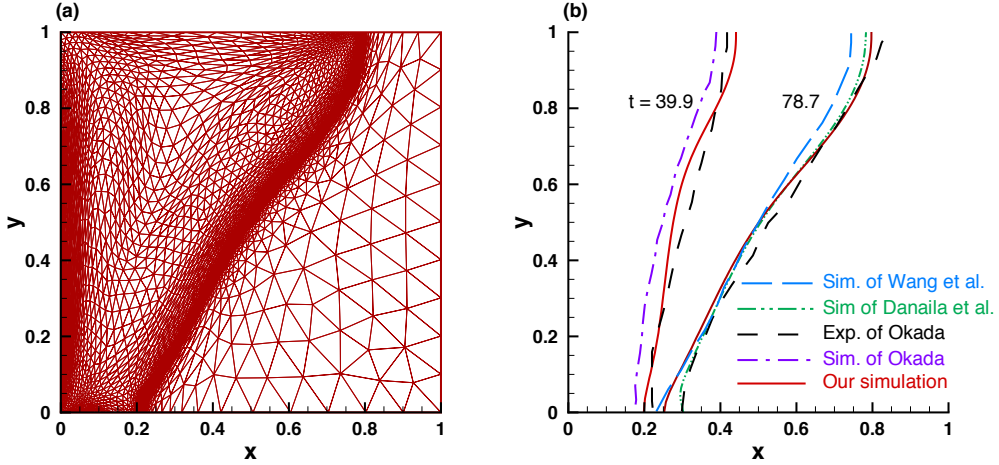 (a)
1
0.8
0.6
0.4
0.2
0
y
0 0.2 0.4 0.6 0.8 1
x
(b)
1
0.8
0.6
0.4
0.2
0
y
t = 39.9 78.7
Sim. of Wang et al.
Sim of Danaila et al.
Exp. of Okada
Sim. of Okada
Our simulation
0 0.2 0.4 0.6 0.8 1
x